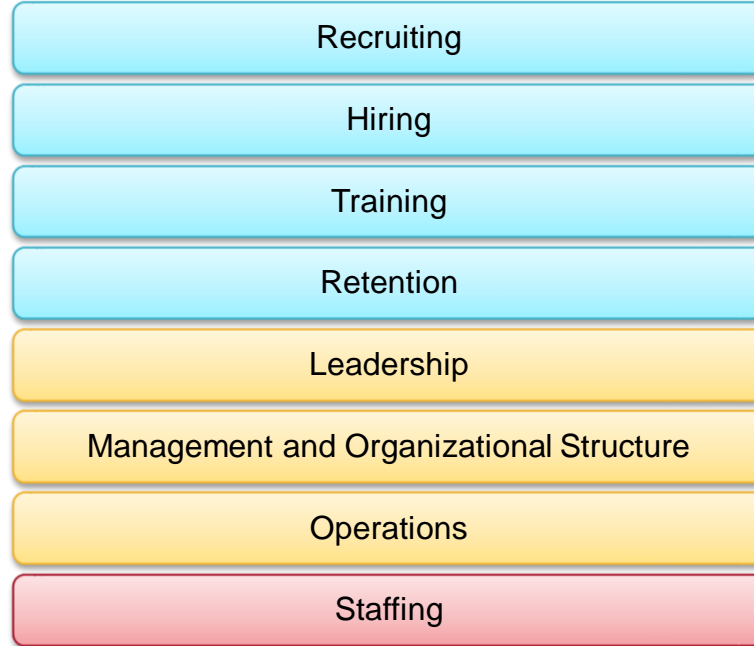 Recruiting
Hiring
Training
Retention
Leadership
Management and Organizational Structure
Operations
Staffing